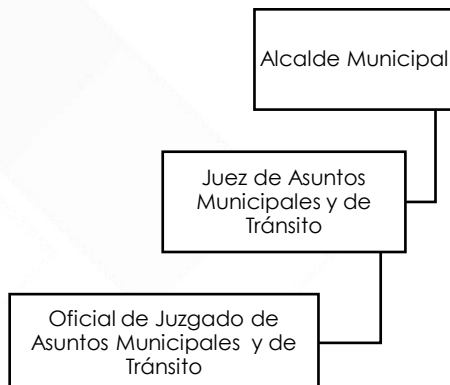 Alcalde Municipal
Juez de Asuntos
Municipales y de
Tránsito
Oficial de Juzgado de
Asuntos Municipales y de
Tránsito